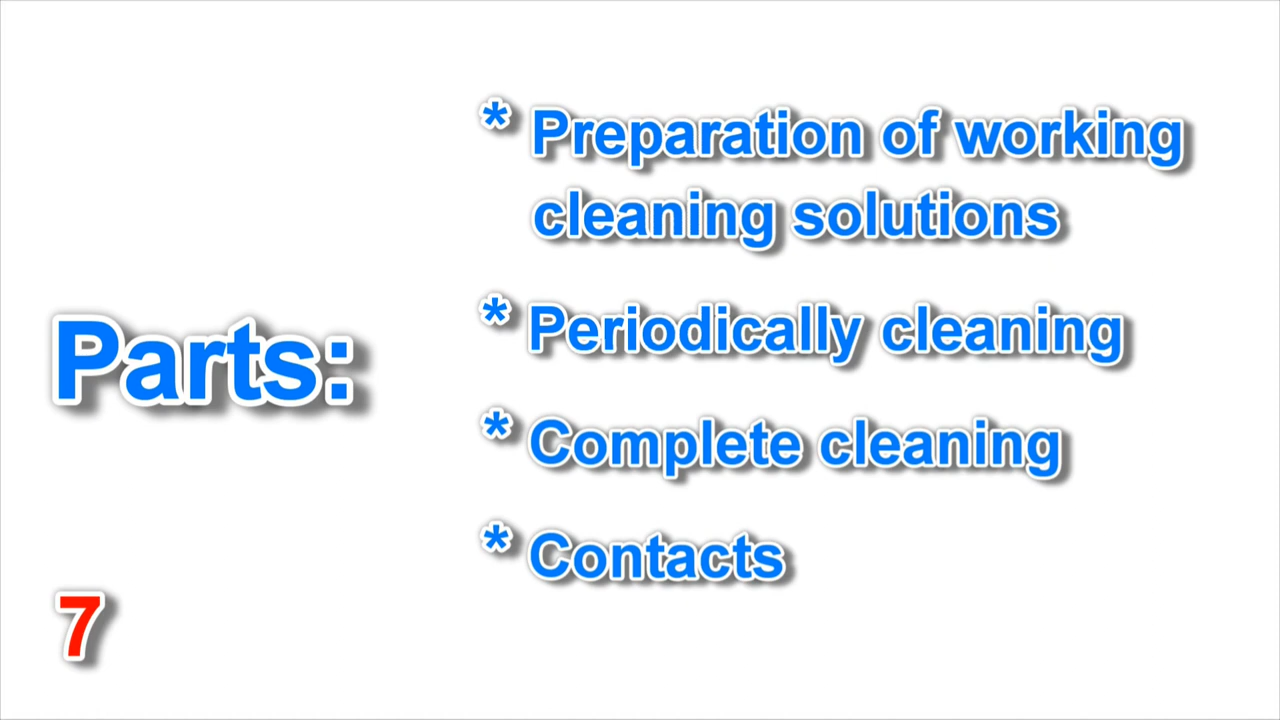 Parts:
* Preparation of working
cleaning solutions
* Periodically cleaning
* Complete cleaning
* Contacts
7